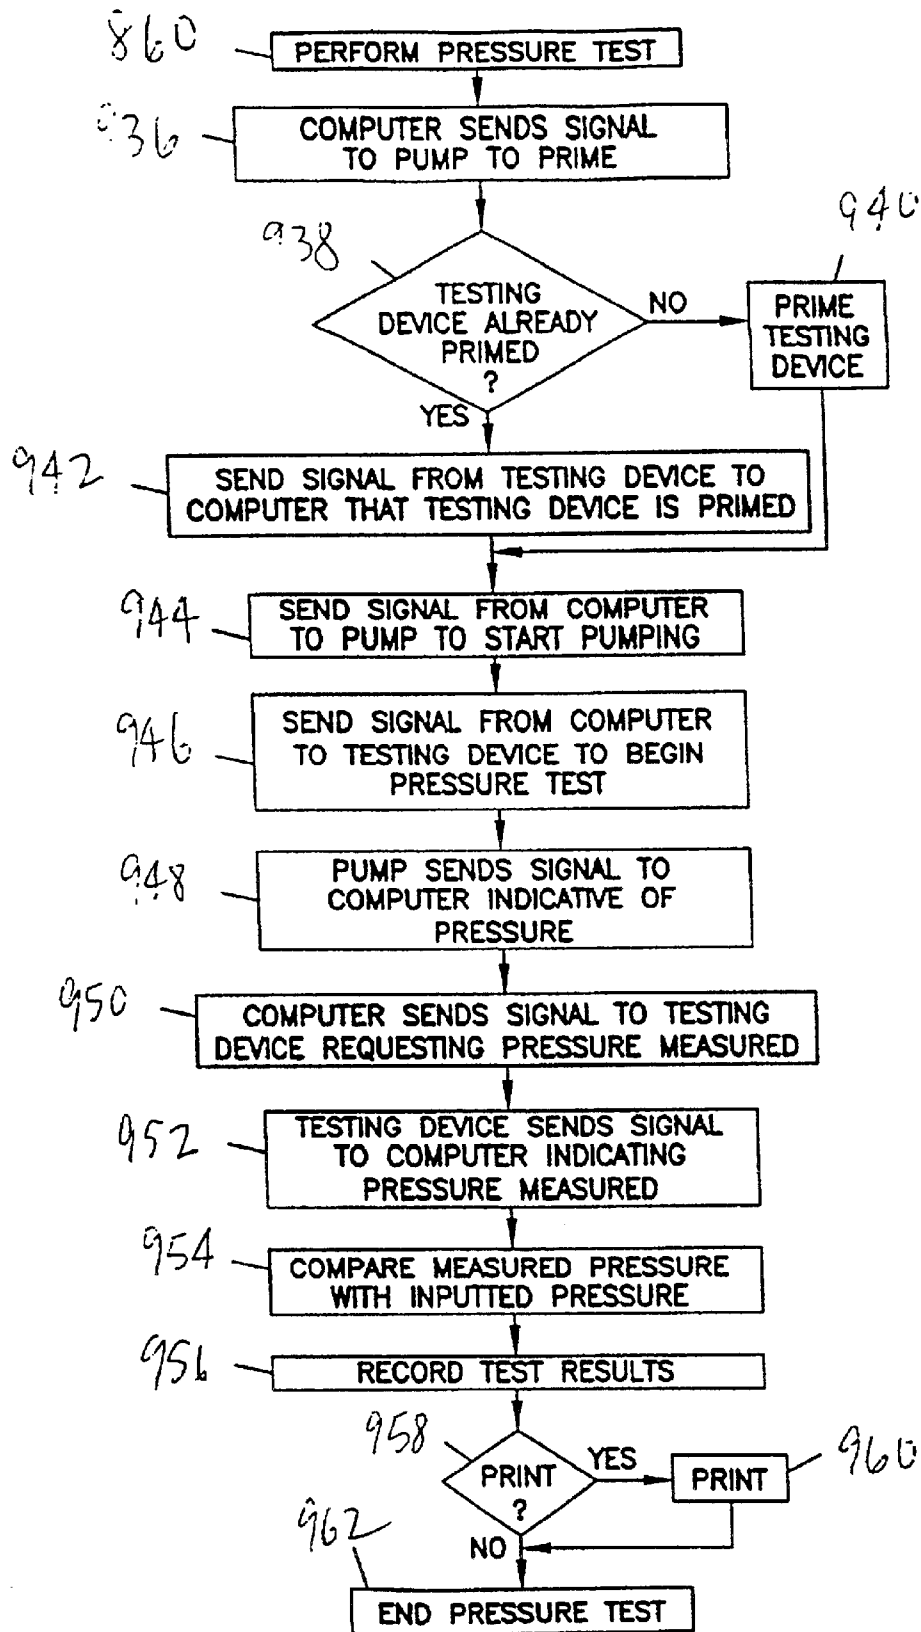 860
PERFORM PRESSURE TEST
936
COMPUTER SENDS SIGNAL
TO PUMP TO PRIME
938
940
TESTING
DEVICE ALREADY
PRIMED
?
NO
PRIME
TESTING
DEVICE
YES
942
SEND SIGNAL FROM TESTING DEVICE TO
COMPUTER THAT TESTING DEVICE IS PRIMED
944
SEND SIGNAL FROM COMPUTER
TO PUMP TO START PUMPING
946
SEND SIGNAL FROM COMPUTER
TO TESTING DEVICE TO BEGIN
PRESSURE TEST
948
PUMP SENDS SIGNAL TO
COMPUTER INDICATIVE OF
PRESSURE
950
COMPUTER SENDS SIGNAL TO TESTING
DEVICE REQUESTING PRESSURE MEASURED
952
TESTING DEVICE SENDS SIGNAL
TO COMPUTER INDICATING
PRESSURE MEASURED
954
COMPARE MEASURED PRESSURE
WITH INPUTTED PRESSURE
956
RECORD TEST RESULTS
958
PRINT
?
YES
PRINT
960
NO
962
END PRESSURE TEST